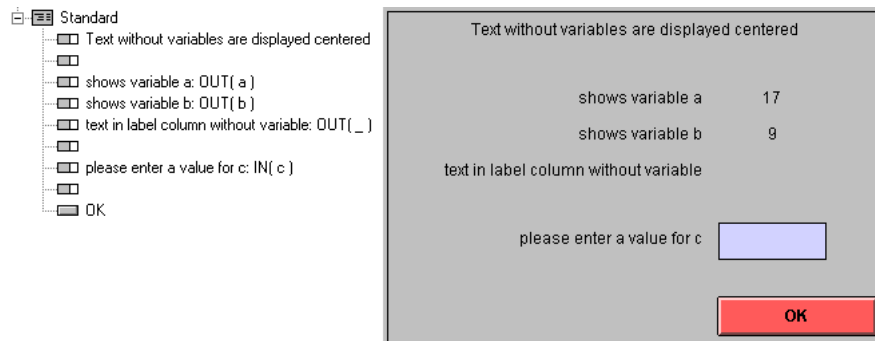 Standard
Text without variables are displayed centered
shows variable a: OUT( a )
shows variable b: OUT( b )
text in label column without variable: OUT( _ )
please enter a value for c: IN( c )
OK
Text without variables are displayed centered
shows variable a 17
shows variable b 9
text in label column without variable
please enter a value for c
OK